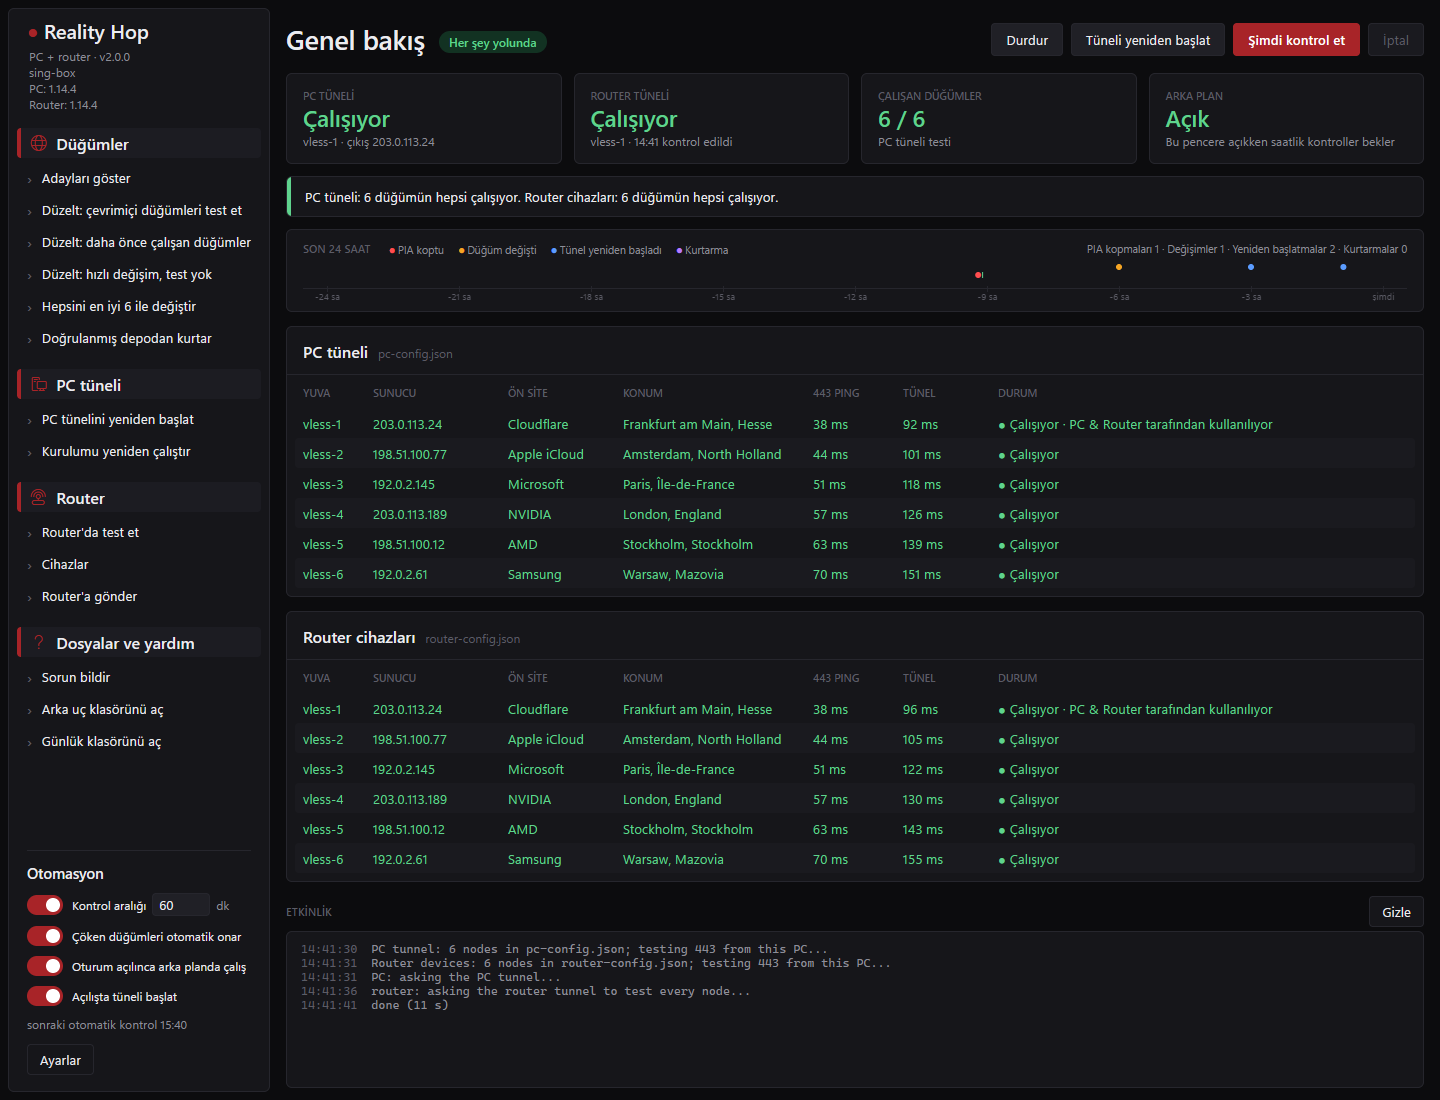 Reality Hop
PC + router · v2.0.0
sing-box
PC: 1.14.4
Router: 1.14.4
Düğümler
Adayları göster
Düzelt: çevrimiçi düğümleri test et
Düzelt: daha önce çalışan düğümler
Düzelt: hızlı değişim, test yok
Hepsini en iyi 6 ile değiştir
Doğrulanmış depodan kurtar
PC tüneli
PC tünelini yeniden başlat
Kurulumu yeniden çalıştır
Router
Router'da test et
Cihazlar
Router'a gönder
Dosyalar ve yardım
Sorun bildir
Arka uç klasörünü aç
Günlük klasörünü aç
Otomasyon
Kontrol aralığı 60 dk
Çöken düğümleri otomatik onar
Oturum açılınca arka planda çalış
Açılışta tüneli başlat
sonraki otomatik kontrol 15:40
Ayarlar
Genel bakış Her şey yolunda
Durdur Tüneli yeniden başlat Şimdi kontrol et İptal
PC TÜNELİ
Çalışıyor
vless-1 · çıkış 203.0.113.24
ROUTER TÜNELİ
Çalışıyor
vless-1 · 14:41 kontrol edildi
ÇALIŞAN DÜĞÜMLER
6 / 6
PC tüneli testi
ARKA PLAN
Açık
Bu pencere açıkken saatlik kontroller bekler
PC tüneli: 6 düğümün hepsi çalışıyor. Router cihazları: 6 düğümün hepsi çalışıyor.
SON 24 SAAT PIA koptu Düğüm değişti Tünel yeniden başladı Kurtarma PIA kopmaları 1 · Değişimler 1 · Yeniden başlatmalar 2 · Kurtarmalar 0
-24 sa -21 sa -18 sa -15 sa -12 sa -9 sa -6 sa -3 sa şimdi
PC tüneli pc-config.json
YUVA SUNUCU ÖN SİTE KONUM 443 PING TÜNEL DURUM
vless-1 203.0.113.24 Cloudflare Frankfurt am Main, Hesse 38 ms 92 ms ● Çalışıyor · PC & Router tarafından kullanılıyor
vless-2 198.51.100.77 Apple iCloud Amsterdam, North Holland 44 ms 101 ms ● Çalışıyor
vless-3 192.0.2.145 Microsoft Paris, Île-de-France 51 ms 118 ms ● Çalışıyor
vless-4 203.0.113.189 NVIDIA London, England 57 ms 126 ms ● Çalışıyor
vless-5 198.51.100.12 AMD Stockholm, Stockholm 63 ms 139 ms ● Çalışıyor
vless-6 192.0.2.61 Samsung Warsaw, Mazovia 70 ms 151 ms ● Çalışıyor
Router cihazları router-config.json
YUVA SUNUCU ÖN SİTE KONUM 443 PING TÜNEL DURUM
vless-1 203.0.113.24 Cloudflare Frankfurt am Main, Hesse 38 ms 96 ms ● Çalışıyor · PC & Router tarafından kullanılıyor
vless-2 198.51.100.77 Apple iCloud Amsterdam, North Holland 44 ms 105 ms ● Çalışıyor
vless-3 192.0.2.145 Microsoft Paris, Île-de-France 51 ms 122 ms ● Çalışıyor
vless-4 203.0.113.189 NVIDIA London, England 57 ms 130 ms ● Çalışıyor
vless-5 198.51.100.12 AMD Stockholm, Stockholm 63 ms 143 ms ● Çalışıyor
vless-6 192.0.2.61 Samsung Warsaw, Mazovia 70 ms 155 ms ● Çalışıyor
ETKİNLİK Gizle
14:41:30 PC tunnel: 6 nodes in pc-config.json; testing 443 from this PC...
14:41:31 Router devices: 6 nodes in router-config.json; testing 443 from this PC...
14:41:31 PC: asking the PC tunnel...
14:41:36 router: asking the router tunnel to test every node...
14:41:41 done (11 s)